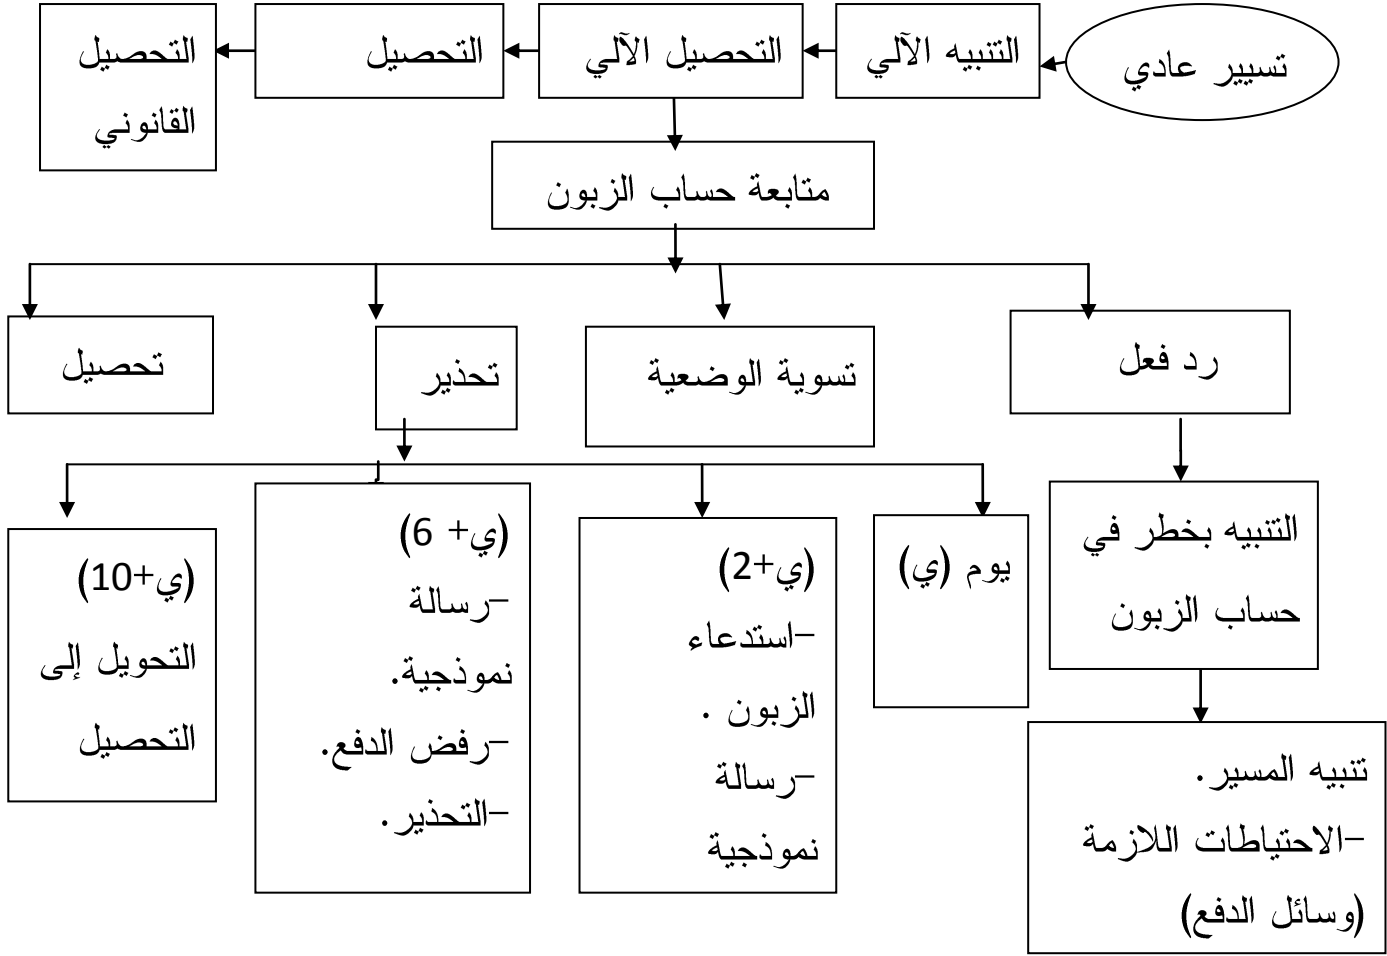 تسيير عادي
التنبيه الآلي
التحصيل الآلي
التحصيل
التحصيل
القانوني
متابعة حساب الزبون
رد فعل
تسوية الوضعية
تحذير
تحصيل
التنبيه بخطر في
حساب الزبون
تنبيه المسير.
-الاحتياطات اللازمة
(وسائل الدفع)
يوم (ي)
(ي+2)
-استدعاء
الزبون .
-رسالة
نموذجية
(ي+ 6)
-رسالة
نموذجية.
-رفض الدفع.
-التحذير.
(ي+10)
التحويل إلى
التحصيل